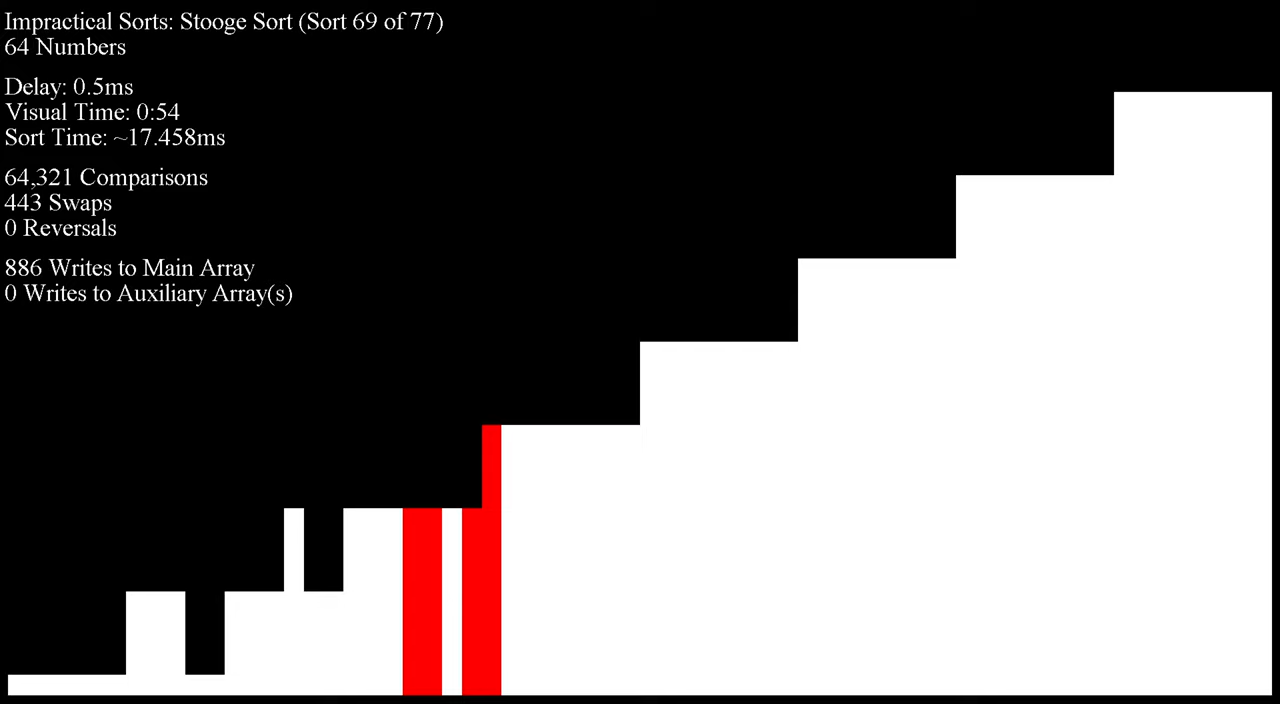 Impractical Sorts: Stooge Sort (Sort 69 of 77)
64 Numbers
Delay: 0.5ms
Visual Time: 0:54
Sort Time: ~17.458ms
64,321 Comparisons
443 Swaps
0 Reversals
886 Writes to Main Array
0 Writes to Auxiliary Array(s)